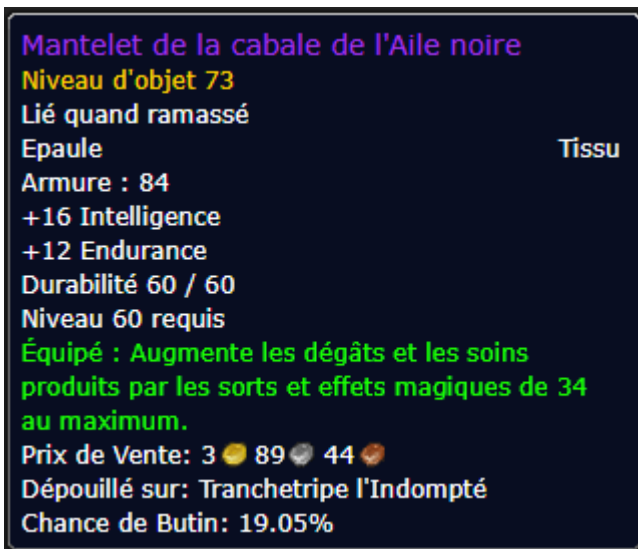 Mantelet de la cabale de l'Aile noire
Niveau d'objet 73
Lié quand ramassé
Epaule Tissu
Armure : 84
+16 Intelligence
+12 Endurance
Durabilité 60 / 60
Niveau 60 requis
Équipé : Augmente les dégâts et les soins
produits par les sorts et effets magiques de 34
au maximum.
Prix de Vente: 3 89 44
Dépouillé sur: Tranchetripe l'Indompté
Chance de Butin: 19.05%